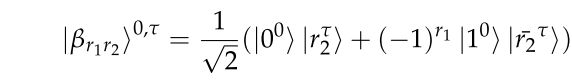 |β_{r_1 r_2}⟩^{0,τ} = \frac{1}{\sqrt{2}}(|0^0⟩ |r_2^τ⟩ + (−1)^{r_1} |1^0⟩ |\bar{r_2}^τ⟩)